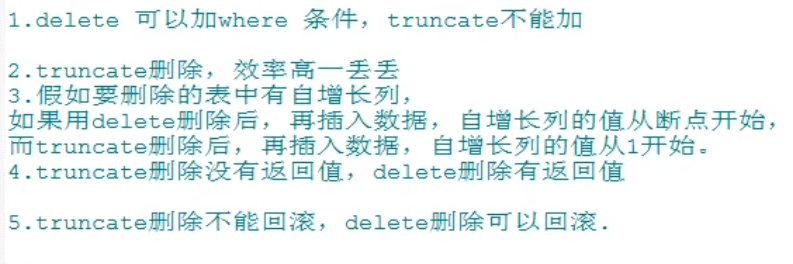 1.delete 可以加where 条件，truncate不能加
2.truncate删除，效率高一丢丢
3.假如要删除的表中有自增长列，
如果用delete删除后，再插入数据，自增长列的值从断点开始，
而truncate删除后，再插入数据，自增长列的值从1开始。
4.truncate删除没有返回值，delete删除有返回值
5.truncate删除不能回滚，delete删除可以回滚.